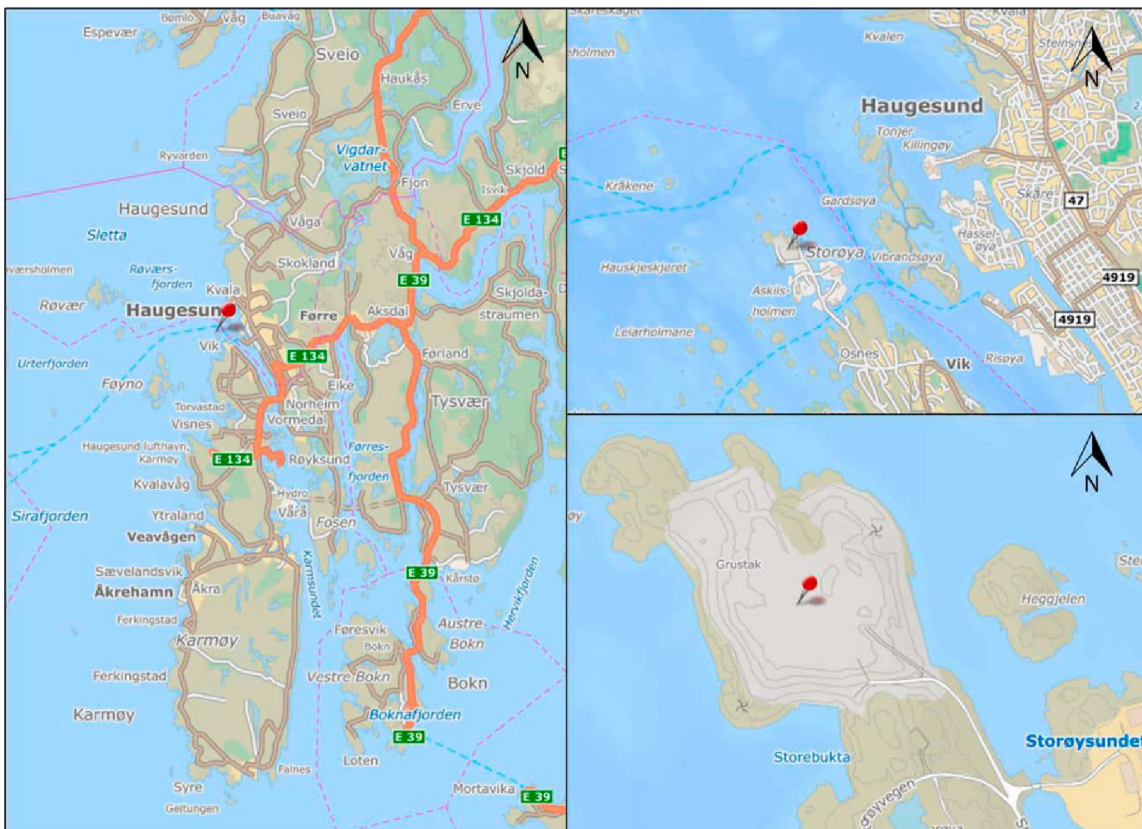 Bømlo
våg
Buavåg
Espevær
Sveio
N
Haukås
Erve
Sveio
Vigdar-
vatnet
Ryvarden
Skjold
Isvik
Fjon
E 134
Haugesund
Våga
Sletta
Våg
Skokland
E 39
Røværs-
fjorden
Kvala
Røvær
Haugesund
Skjolda-
straumen
Førre
Aksdal
Vik
E 134
Førland
Urterfjorden
Føyno
Eike
Norheim
Torvastad
Vormedal
Tysvær
Visnes
Haugesund lufthavn,
Karmøy
E 134
Røyksund
Førres-
fjorden
Kvalavåg
Tysvær
Hydro
Vårå
Sirafjorden
Ytraland
Fosen
Veavågen
Karmsundet
Sævelandsvik
Åkrehamn
Åkra
E 39
Kårstø
Hervikfjorden
Ferkingstad
Karmøy
Føresvik
Bokn
Austre
Bokn
Ferkingstad
Vestre Bokn
Bokn
Karmøy
Boknafjorden
E 39
Loten
Falnes
Syre
Geitungen
Mortavika
E 39
Kvala
Kvalen
Steinsnes
N
Haugesund
Tonjer
Killingøy
Kråkene
Skåre
47
Gardsøya
Hassel-
øya
Storøya
Vibrandsøya
Hauskjeskjeret
4919
Askils-
holmen
4919
Leiarholmane
Osnes
Vik
Risøya
N
Grustak
Heggjelen
Storøysundet
Storebukta